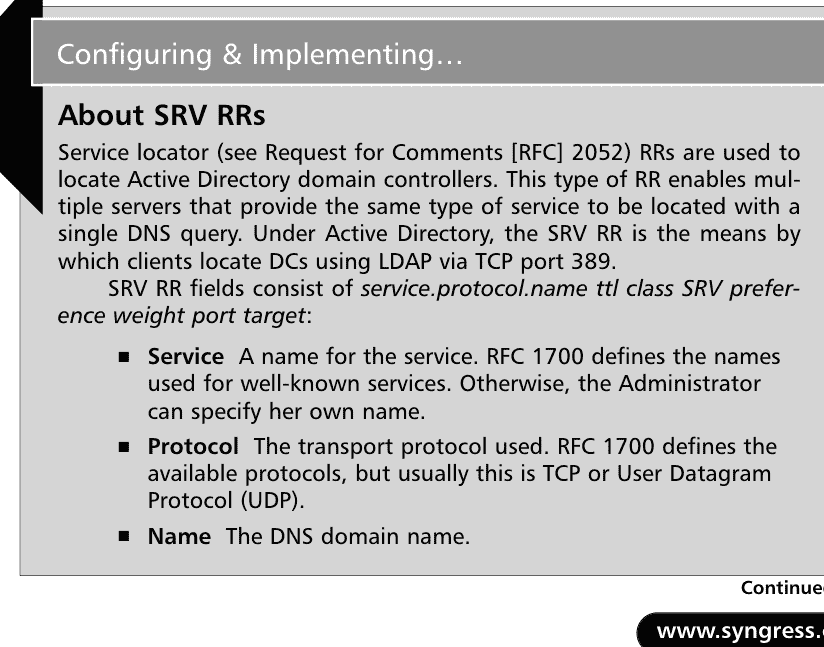 Configuring & Implementing…
About SRV RRs
Service locator (see Request for Comments [RFC] 2052) RRs are used to
locate Active Directory domain controllers. This type of RR enables mul-
tiple servers that provide the same type of service to be located with a
single DNS query. Under Active Directory, the SRV RR is the means by
which clients locate DCs using LDAP via TCP port 389.
SRV RR fields consist of service.protocol.name ttl class SRV prefer-
ence weight port target:
■ Service A name for the service. RFC 1700 defines the names
used for well-known services. Otherwise, the Administrator
can specify her own name.
■ Protocol The transport protocol used. RFC 1700 defines the
available protocols, but usually this is TCP or User Datagram
Protocol (UDP).
■ Name The DNS domain name.
Continue
www.syngress.